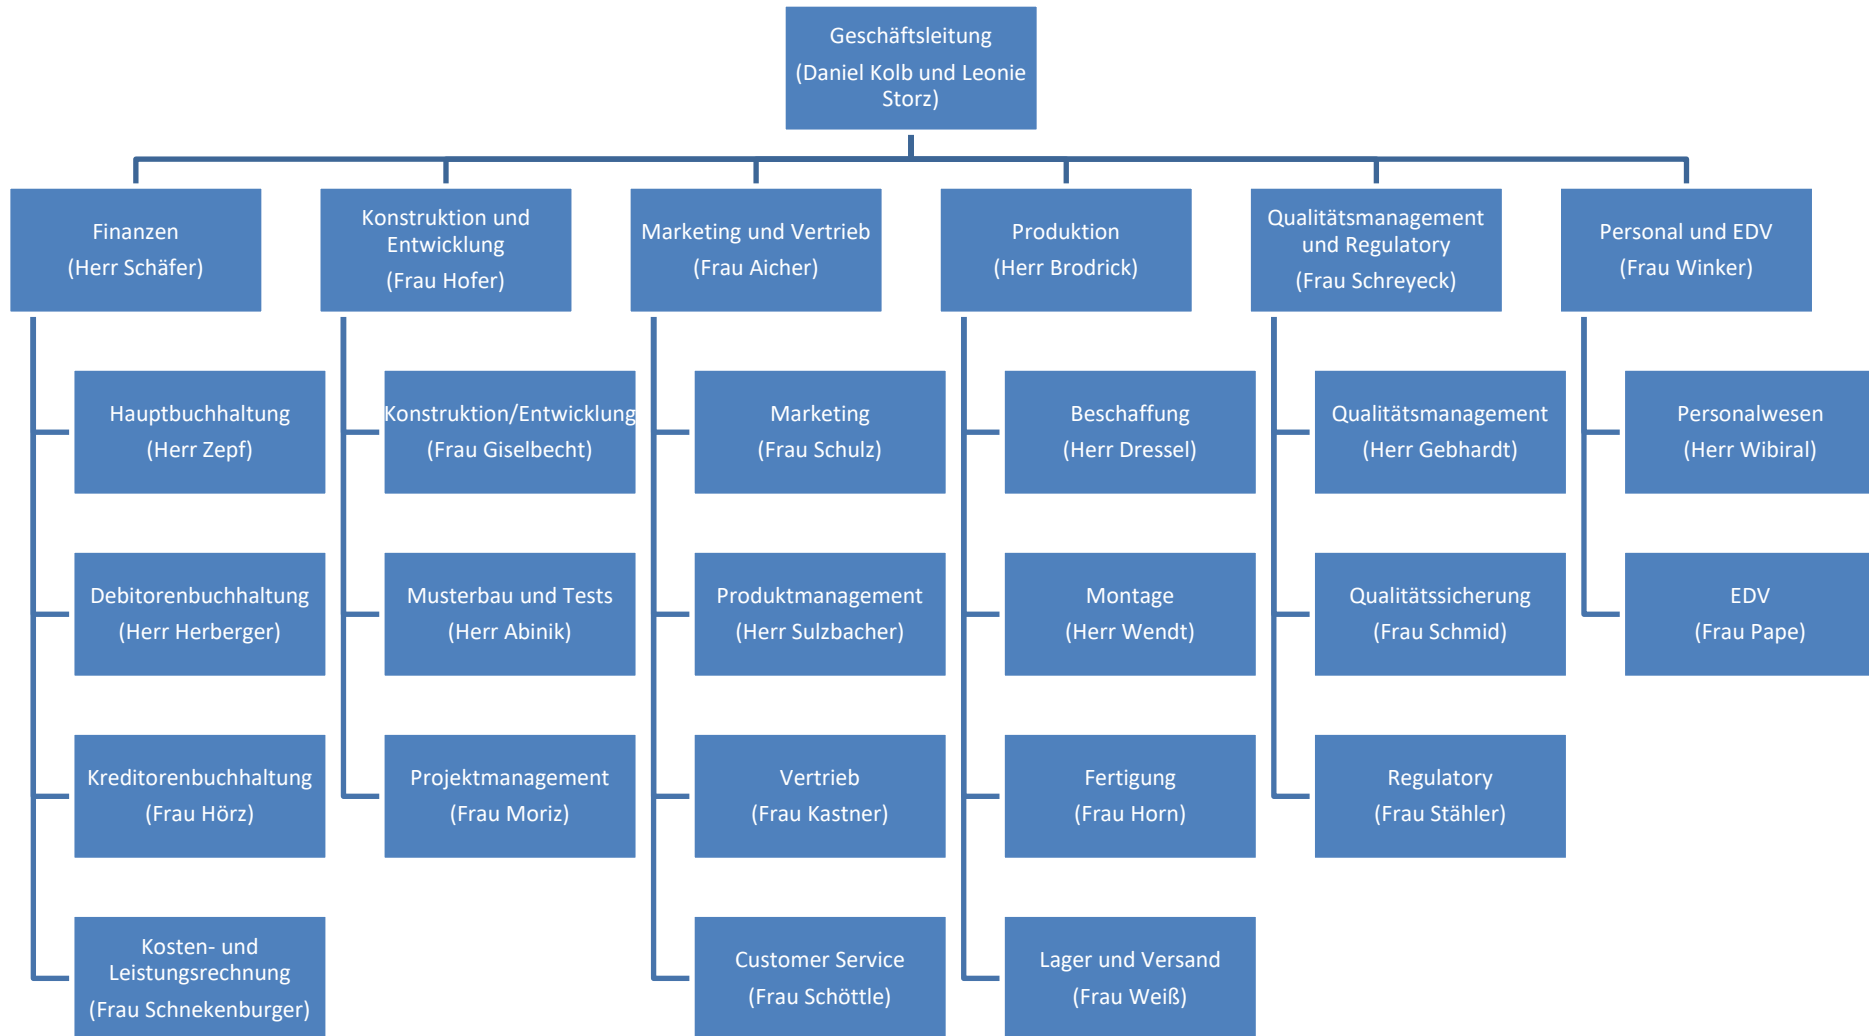 Geschäftsleitung
(Daniel Kolb und Leonie
Storz)
Finanzen
(Herr Schäfer)
Konstruktion und
Entwicklung
(Frau Hofer)
Marketing und Vertrieb
(Frau Aicher)
Produktion
(Herr Brodrick)
Qualitätsmanagement
und Regulatory
(Frau Schreyeck)
Personal und EDV
(Frau Winker)
Hauptbuchhaltung
(Herr Zepf)
Konstruktion/Entwicklung
(Frau Giselbecht)
Marketing
(Frau Schulz)
Beschaffung
(Herr Dressel)
Qualitätsmanagement
(Herr Gebhardt)
Personalwesen
(Herr Wibiral)
Debitorenbuchhaltung
(Herr Herberger)
Musterbau und Tests
(Herr Abinik)
Produktmanagement
(Herr Sulzbacher)
Montage
(Herr Wendt)
Qualitätssicherung
(Frau Schmid)
EDV
(Frau Pape)
Kreditorenbuchhaltung
(Frau Hörz)
Projektmanagement
(Frau Moriz)
Vertrieb
(Frau Kastner)
Fertigung
(Frau Horn)
Regulatory
(Frau Stähler)
Kosten- und
Leistungsrechnung
(Frau Schnekenburger)
Customer Service
(Frau Schöttle)
Lager und Versand
(Frau Weiß)